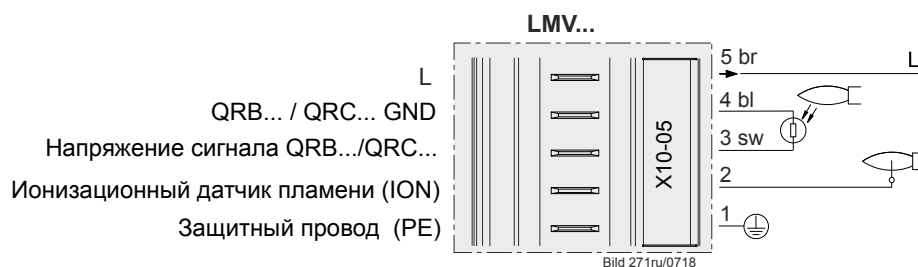 LMV...
L
QRB... / QRC... GND
Напряжение сигнала QRB.../QRC...
Ионизационный датчик пламени (ION)
Защитный провод (PE)
X10-05
5 br
L
4 bl
3 sw
2
1
Bild 271ru/0718